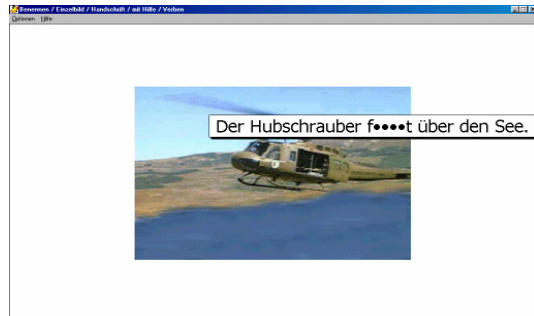 Benennen / Einzelbild / Handschrift / mit Hilfe / Verben
Optionen Hilfe
Der Hubschrauber f••••t über den See.